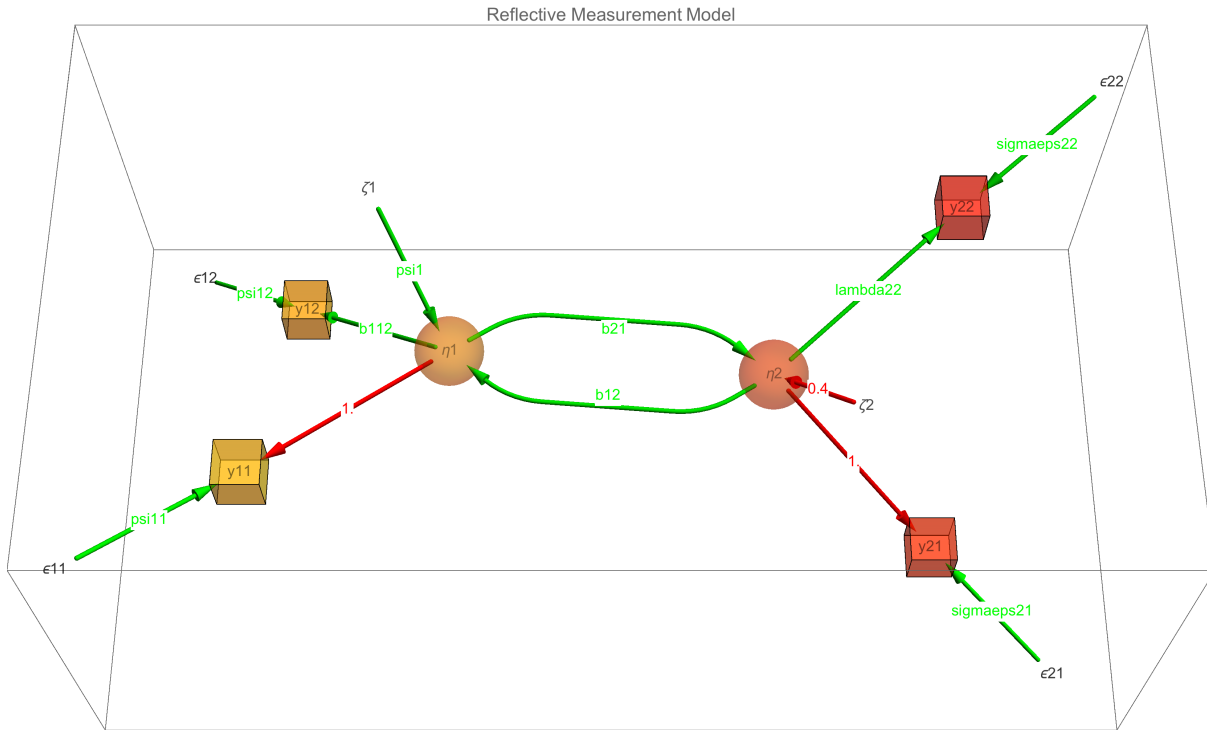 Reflective Measurement Model
ϵ22
sigmaeps22
ζ1
y22
psi1
ϵ12
psi12
y12
lambda22
b112
b21
η1
η2
0.4
b12
ζ2
1.
1.
y11
psi11
y21
ϵ11
sigmaeps21
ϵ21